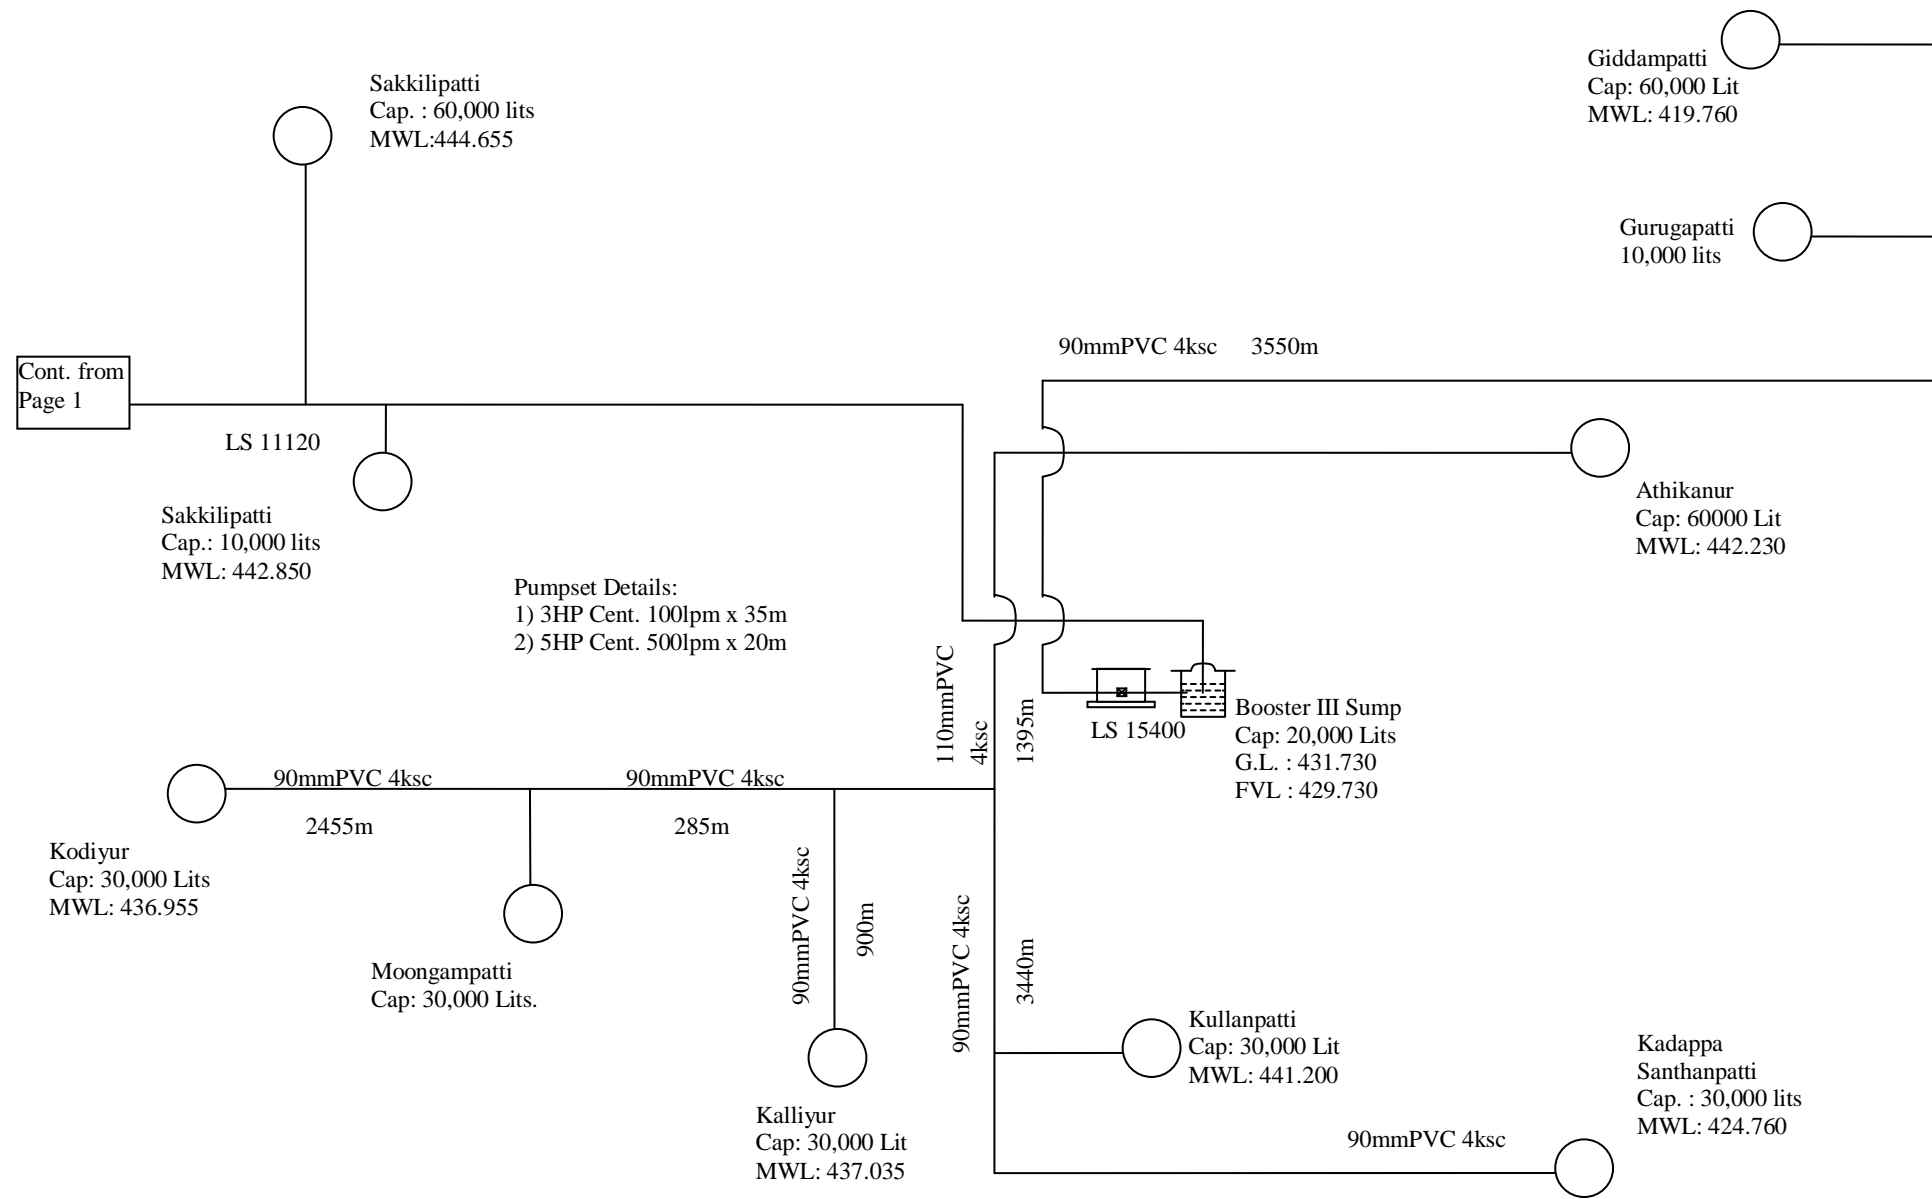 Giddampatti
Cap: 60,000 Lit
MWL: 419.760
Sakkilipatti
Cap. : 60,000 lits
MWL:444.655
Gurugapatti
10,000 lits
90mmPVC 4ksc 3550m
Cont. from
Page 1
LS 11120
Sakkilipatti
Cap.: 10,000 lits
MWL: 442.850
Athikanur
Cap: 60000 Lit
MWL: 442.230
Pumpset Details:
1) 3HP Cent. 100lpm x 35m
2) 5HP Cent. 500lpm x 20m
110mmPVC
4ksc
1395m
LS 15400
Booster III Sump
Cap: 20,000 Lits
G.L. : 431.730
FVL : 429.730
90mmPVC 4ksc
2455m
90mmPVC 4ksc
285m
Kodiyur
Cap: 30,000 Lits
MWL: 436.955
Moongampatti
Cap: 30,000 Lits.
90mmPVC 4ksc
900m
90mmPVC 4ksc
3440m
Kalliyur
Cap: 30,000 Lit
MWL: 437.035
Kullanpatti
Cap: 30,000 Lit
MWL: 441.200
Kadappa
Santhanpatti
Cap. : 30,000 lits
MWL: 424.760
90mmPVC 4ksc